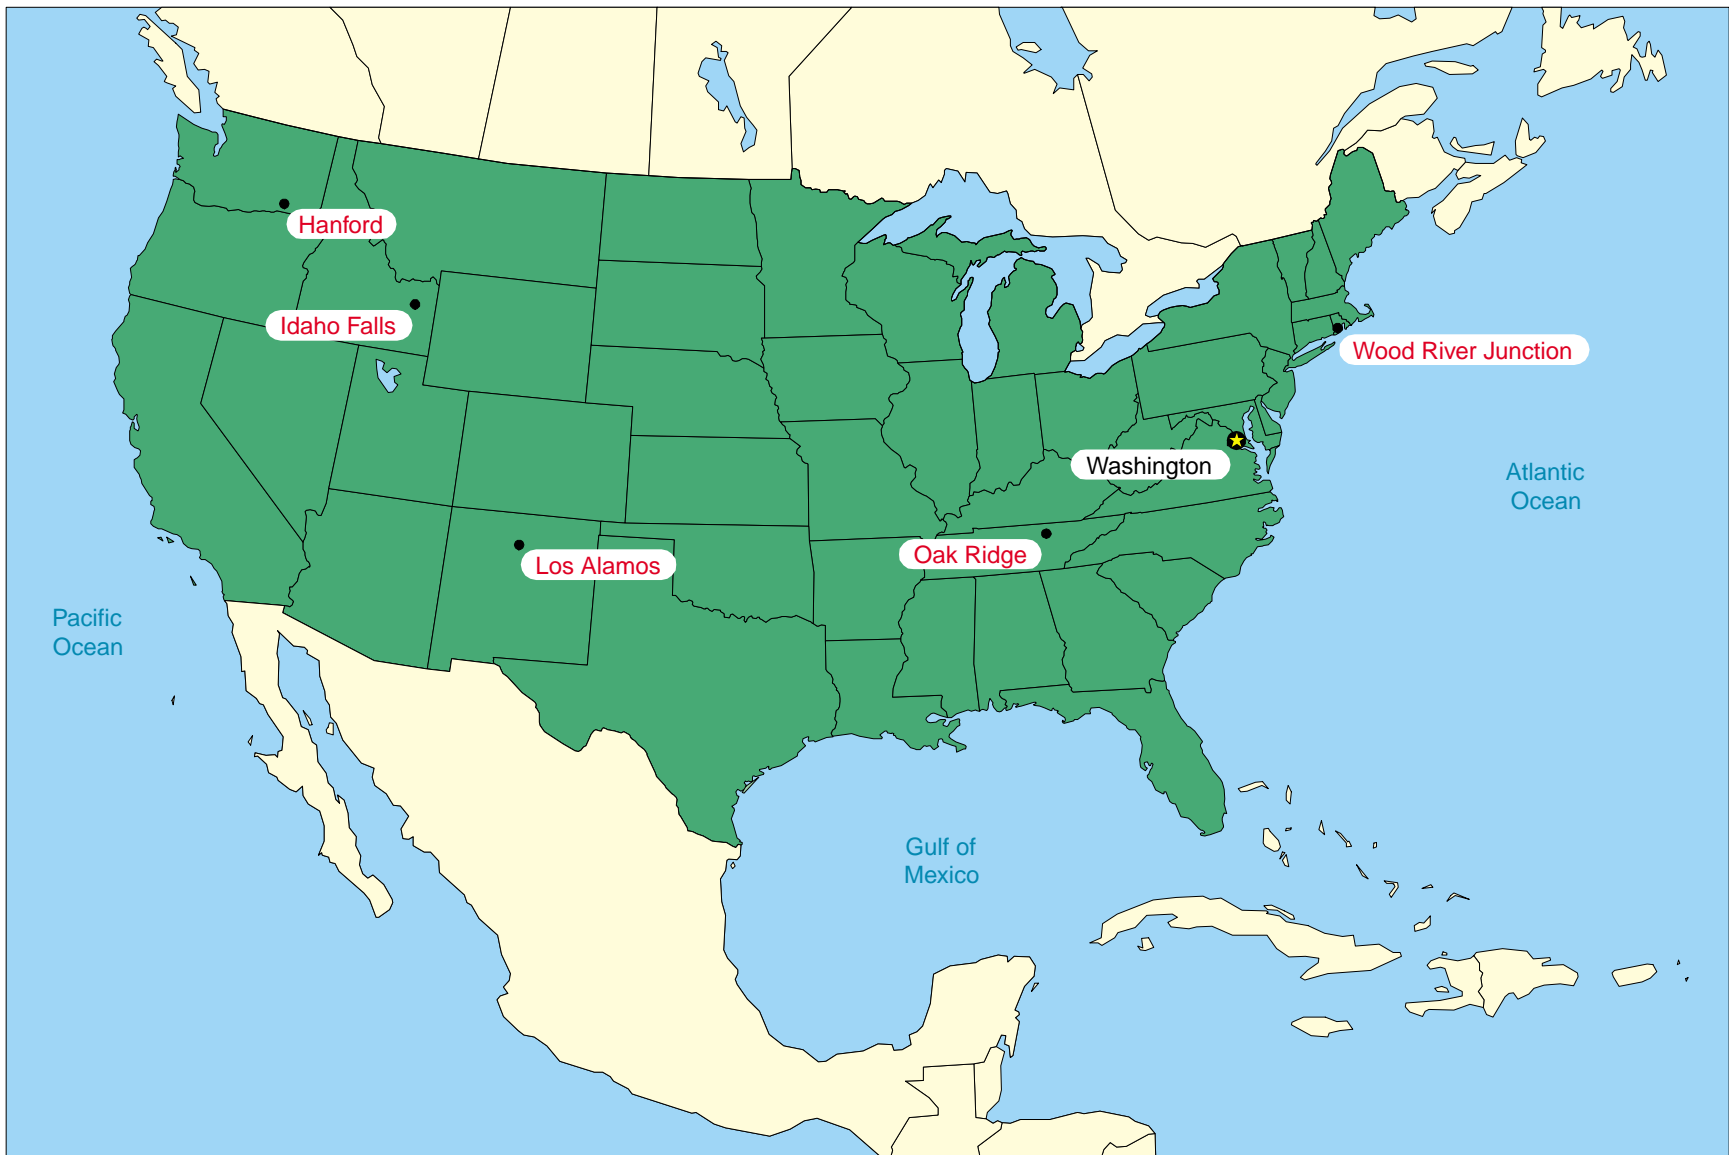 Hanford
Idaho Falls
Wood River Junction
Washington
Atlantic
Ocean
Oak Ridge
Los Alamos
Pacific
Ocean
Gulf of
Mexico